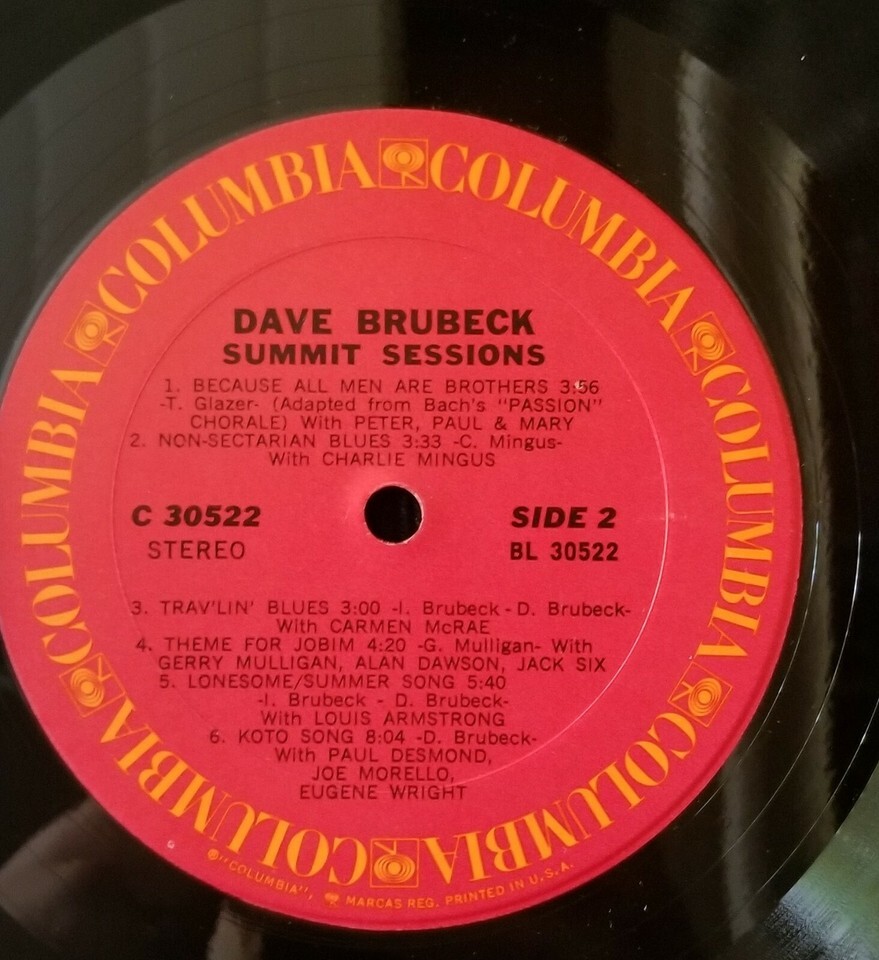 COLUMBIA COLUMBIA COLUMBIA COLUMBIA COLUMBIA COLUMBIA COLUMBIA
DAVE BRUBECK
SUMMIT SESSIONS
1. BECAUSE ALL MEN ARE BROTHERS 3:56
-T. Glazer- (Adapted from Bach's "PASSION"
CHORALE) With PETER, PAUL & MARY
2. NON-SECTARIAN BLUES 3:33 -C. Mingus-
With CHARLIE MINGUS
C 30522
STEREO
SIDE 2
BL 30522
3. TRAV'LIN' BLUES 3:00 -I. Brubeck - D. Brubeck-
With CARMEN McRAE
4. THEME FOR JOBIM 4:20 -G. Mulligan- With
GERRY MULLIGAN, ALAN DAWSON, JACK SIX
5. LONESOME/SUMMER SONG 5:40
-I. Brubeck - D. Brubeck-
With LOUIS ARMSTRONG
6. KOTO SONG 8:04 -D. Brubeck-
With PAUL DESMOND,
JOE MORELLO,
EUGENE WRIGHT
℗"COLUMBIA", MARCAS REG. PRINTED IN U.S.A.